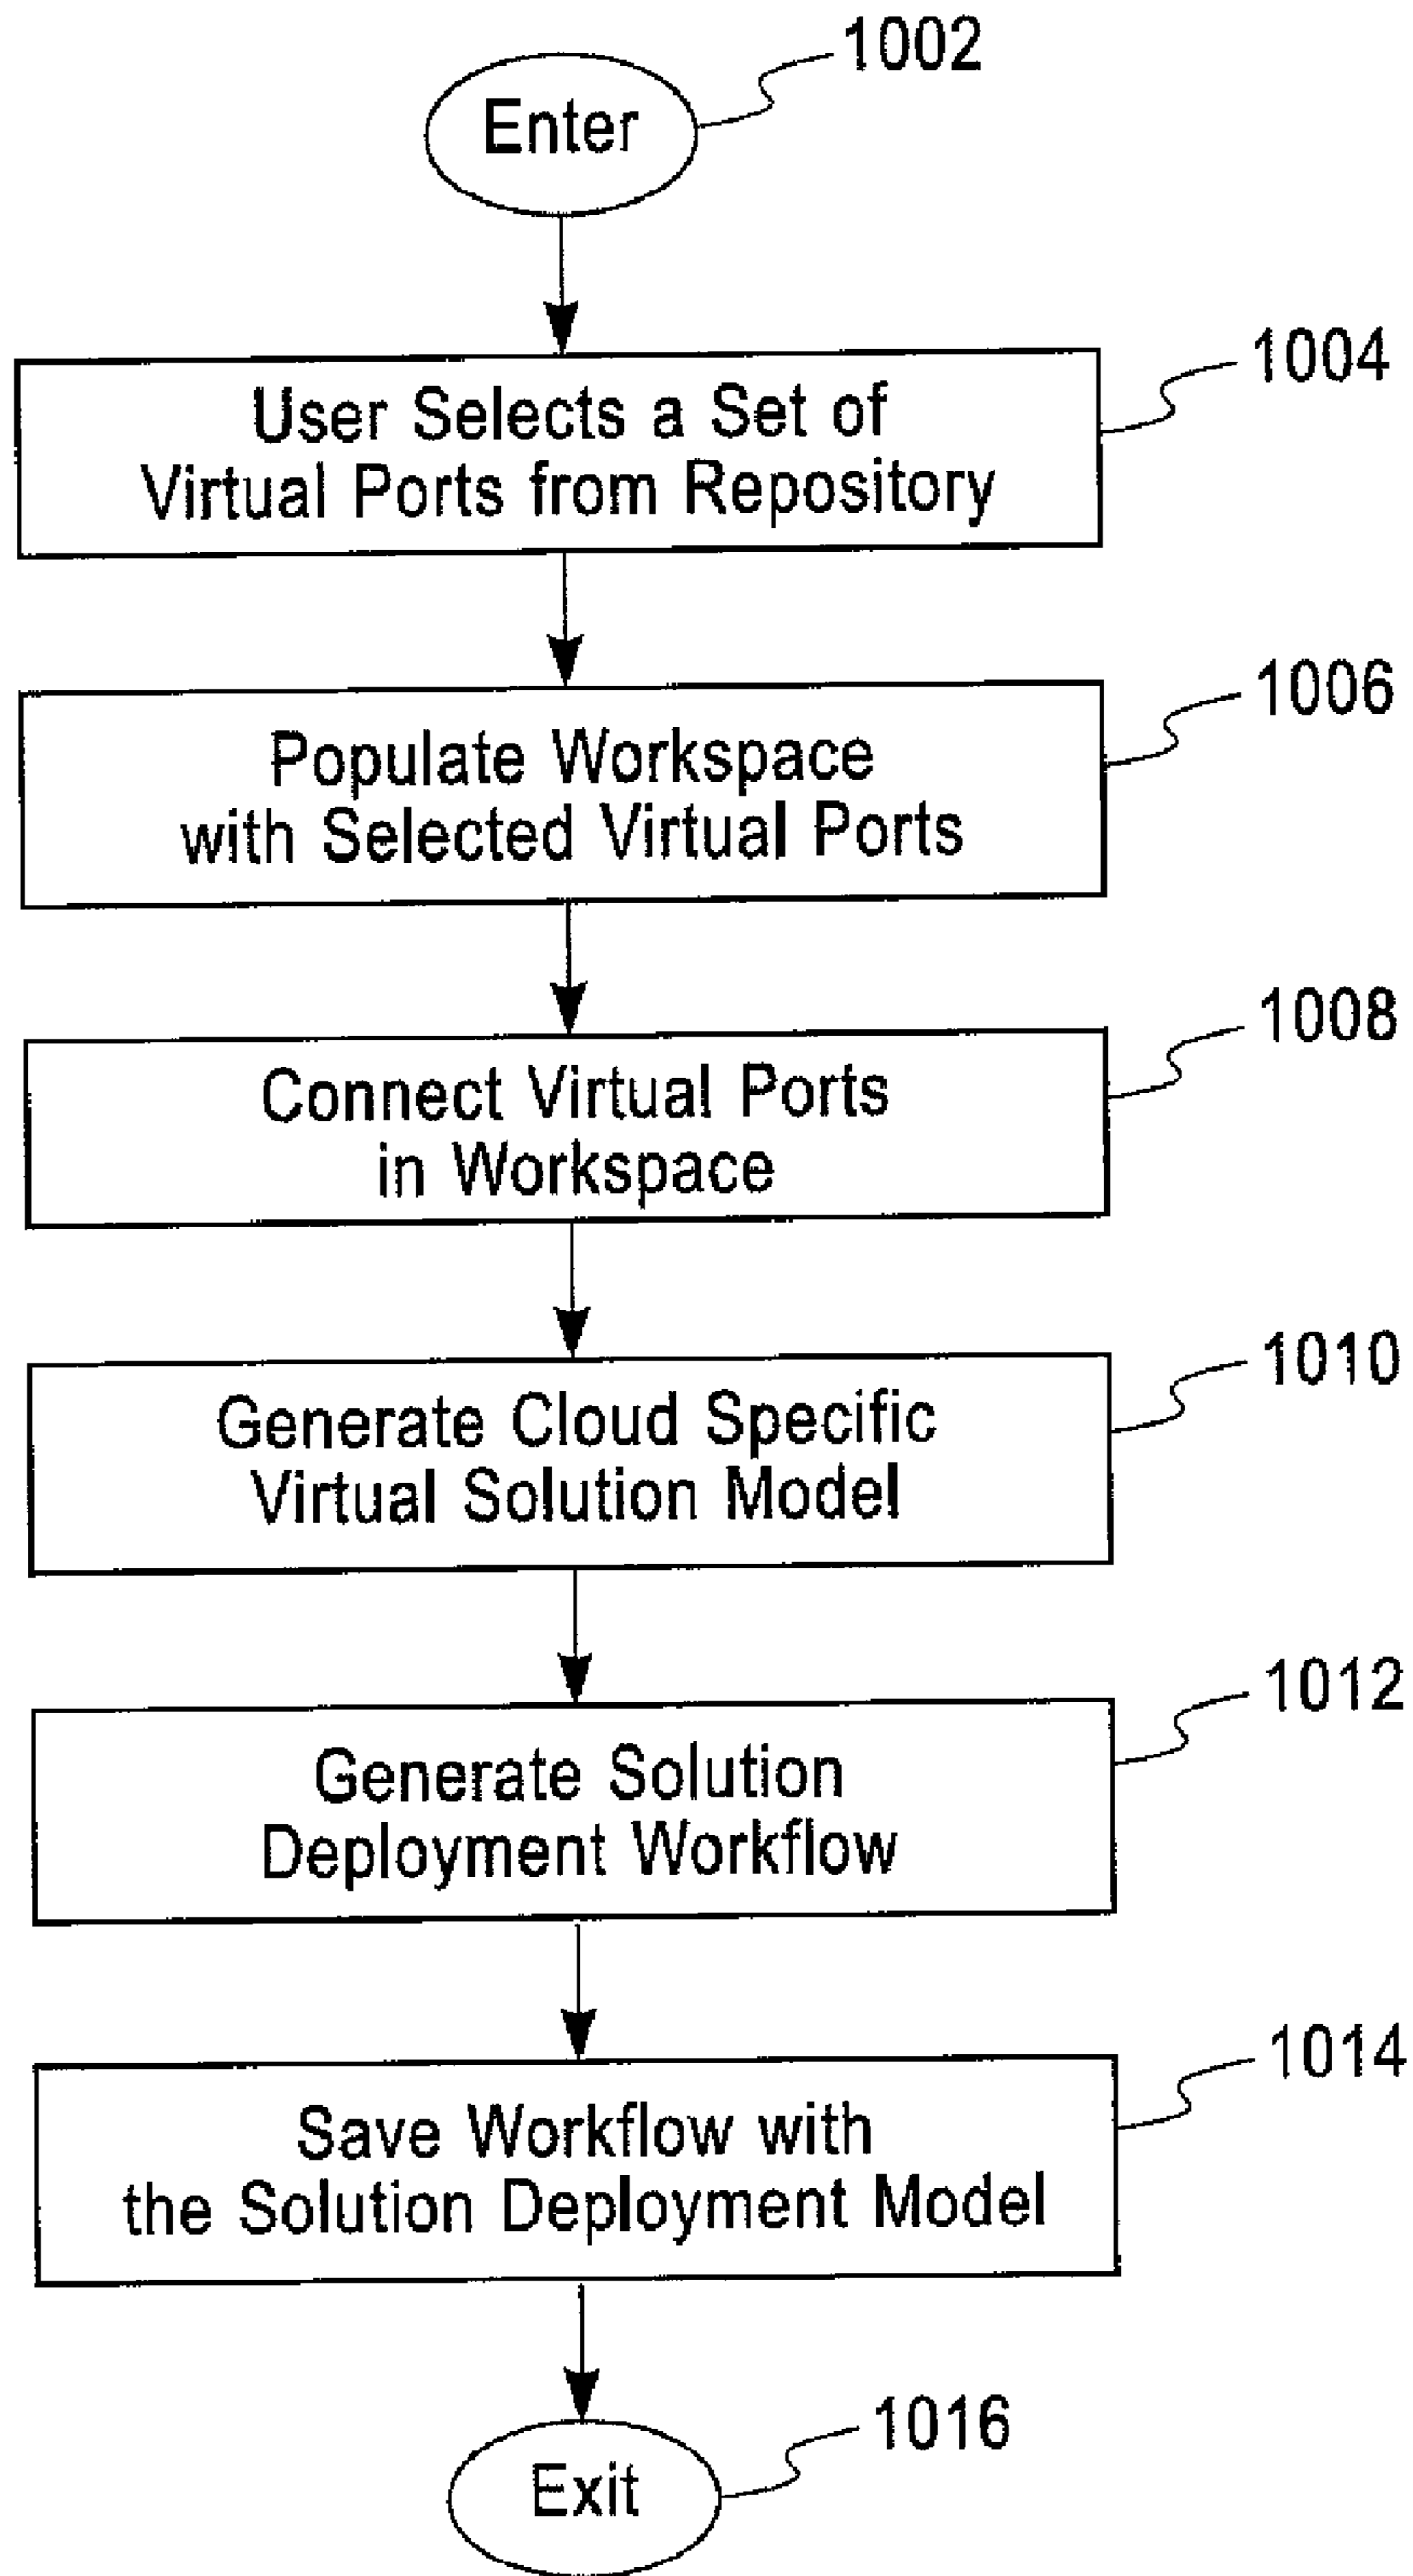 1002
Enter
1004
User Selects a Set of
Virtual Ports from Repository
1006
Populate Workspace
with Selected Virtual Ports
1008
Connect Virtual Ports
in Workspace
1010
Generate Cloud Specific
Virtual Solution Model
1012
Generate Solution
Deployment Workflow
1014
Save Workflow with
the Solution Deployment Model
1016
Exit